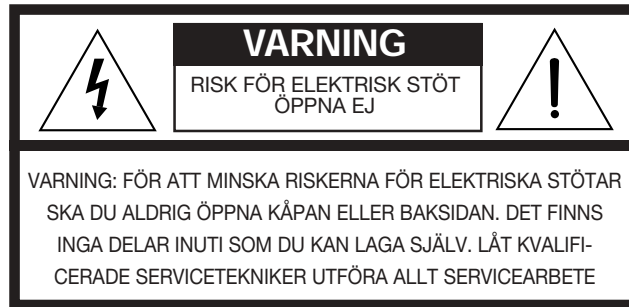 VARNING
RISK FÖR ELEKTRISK STÖT
ÖPPNA EJ
VARNING: FÖR ATT MINSKA RISKERNA FÖR ELEKTRISKA STÖTAR
SKA DU ALDRIG ÖPPNA KÅPAN ELLER BAKSIDAN. DET FINNS
INGA DELAR INUTI SOM DU KAN LAGA SJÄLV. LÅT KVALIFI-
CERADE SERVICETEKNIKER UTFÖRA ALLT SERVICEARBETE